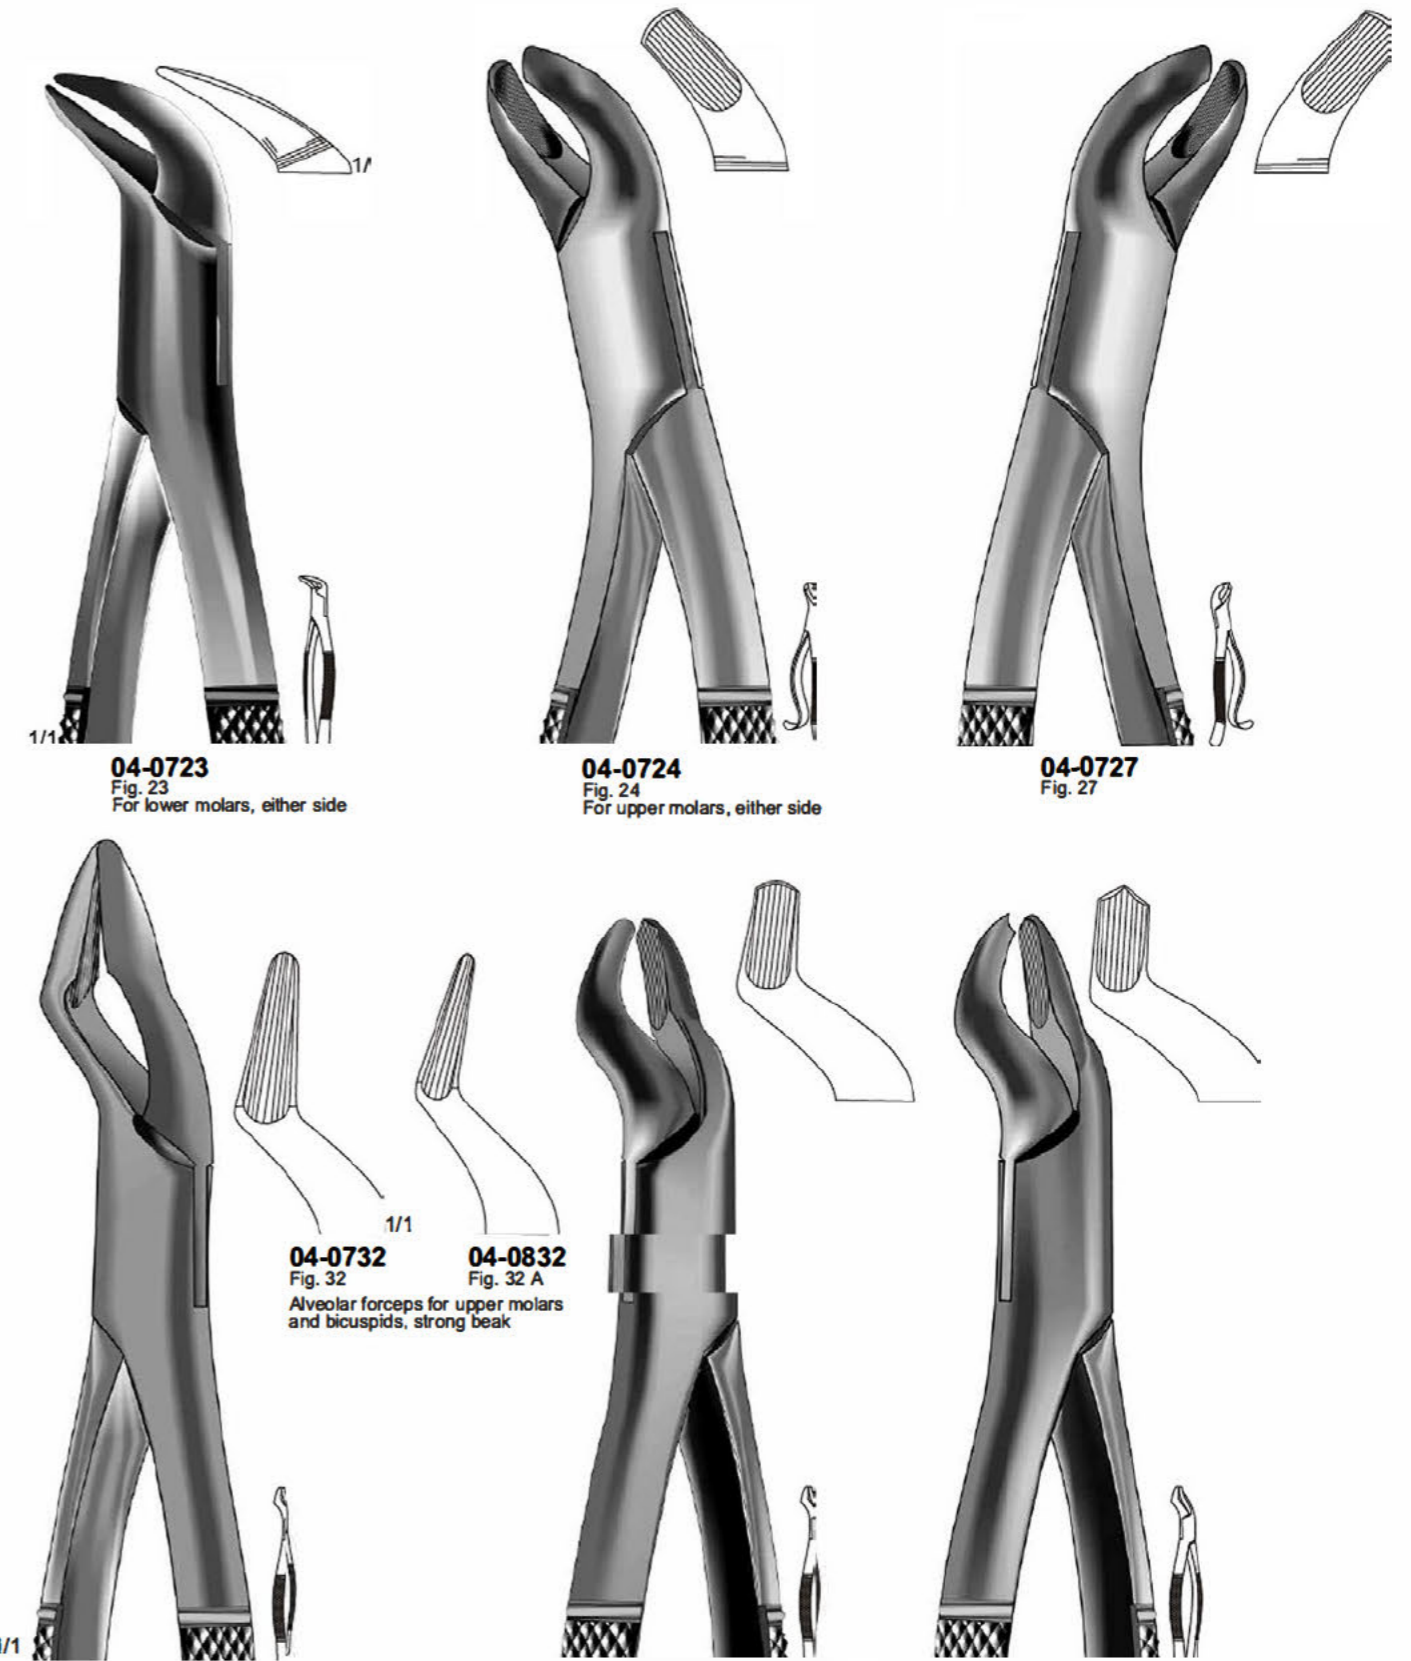 1/
1/1
04-0723
Fig. 23
For lower molars, either side
04-0724
Fig. 24
For upper molars, either side
04-0727
Fig. 27
1/1
04-0732
Fig. 32
04-0832
Fig. 32 A
Alveolar forceps for upper molars
and bicuspids, strong beak
/1